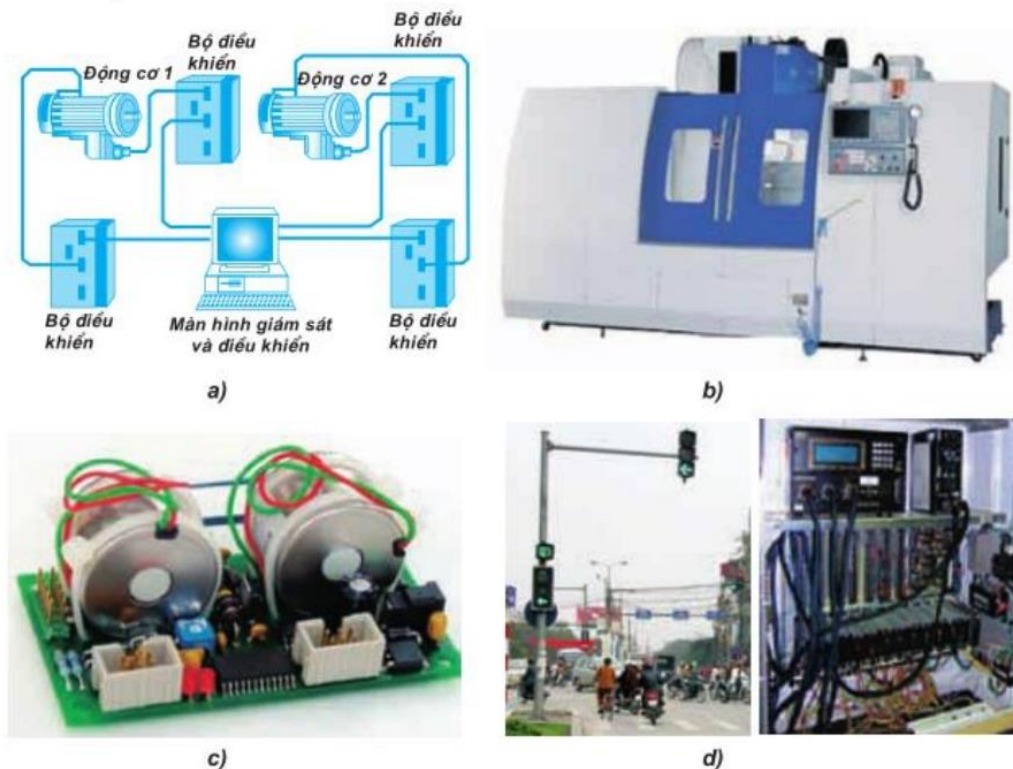 Bộ điều
khiển
Động cơ 1
Bộ điều
khiển
Động cơ 2
Bộ điều
khiển
Màn hình giám sát
và điều khiển
Bộ điều
khiển
a)
b)
c)
d)